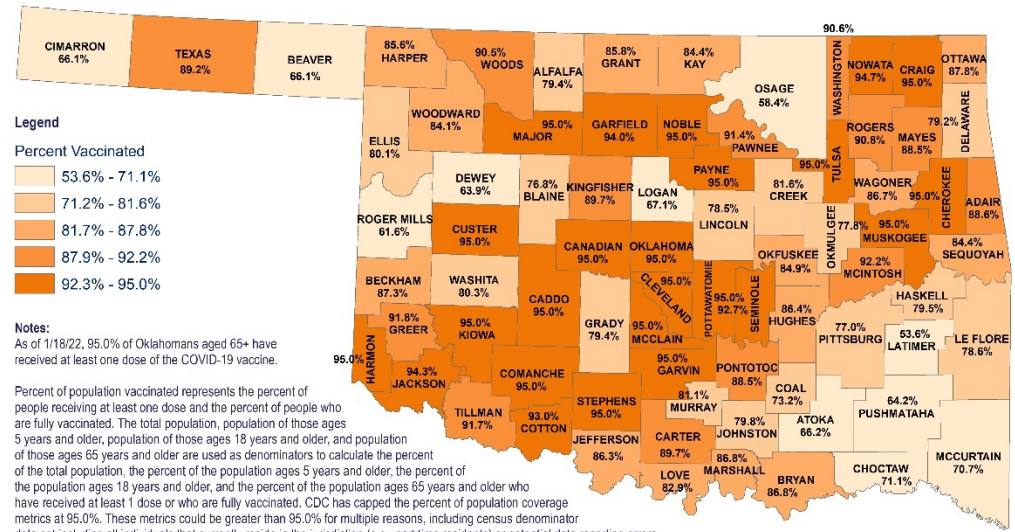 90.6%
CIMARRON
66.1%
TEXAS
89.2%
BEAVER
66.1%
85.6%
HARPER
90.5%
WOODS
ALFALFA
79.4%
85.8%
GRANT
84.4%
KAY
OSAGE
58.4%
WASHINGTON
NOWATA
94.7%
CRAIG
95.0%
OTTAWA
87.8%
Legend
Percent Vaccinated
53.6% - 71.1%
71.2% - 81.6%
81.7% - 87.8%
87.9% - 92.2%
92.3% - 95.0%
WOODWARD
84.1%
ELLIS
80.1%
95.0%
MAJOR
GARFIELD
94.0%
NOBLE
95.0%
91.4%
PAWNEE
ROGERS
90.8%
MAYES
88.5%
79.2%
DELAWARE
DEWEY
63.9%
76.8%
BLAINE
KINGFISHER
89.7%
LOGAN
67.1%
PAYNE
95.0%
81.6%
CREEK
95.0%
TULSA
WAGONER
86.7%
95.0%
CHEROKEE
ADAIR
88.6%
ROGER MILLS
61.6%
CUSTER
95.0%
CANADIAN
95.0%
OKLAHOMA
95.0%
78.5%
LINCOLN
OKFUSKEE
84.9%
OKMULGEE
77.8%
95.0%
MUSKOGEE
92.2%
MCINTOSH
84.4%
SEQUOYAH
BECKHAM
87.3%
WASHITA
80.3%
CADDO
95.0%
GRADY
79.4%
95.0%
CLEVELAND
95.0%
MCCLAIN
POTTAWATOMIE
95.0%
92.7%
SEMINOLE
86.4%
HUGHES
HASKELL
79.5%
77.0%
PITTSBURG
53.6%
LATIMER
LE FLORE
78.6%
91.8%
GREER
95.0%
KIOWA
95.0%
HARMON
94.3%
JACKSON
COMANCHE
95.0%
95.0%
GARVIN
PONTOTOC
88.5%
COAL
73.2%
64.2%
PUSHMATAHA
TILLMAN
91.7%
93.0%
COTTON
STEPHENS
95.0%
81.1%
MURRAY
79.8%
JOHNSTON
ATOKA
66.2%
JEFFERSON
86.3%
CARTER
89.7%
86.8%
MARSHALL
LOVE
82.9%
BRYAN
86.8%
CHOCTAW
71.1%
MCCURTAIN
70.7%
Notes:
As of 1/18/22, 95.0% of Oklahomans aged 65+ have
received at least one dose of the COVID-19 vaccine.
Percent of population vaccinated represents the percent of
people receiving at least one dose and the percent of people who
are fully vaccinated. The total population, population of those ages
5 years and older, population of those ages 18 years and older, and population
of those ages 65 years and older are used as denominators to calculate the percent
of the total population, the percent of the population ages 5 years and older, the percent of
the population ages 18 years and older, and the percent of the population ages 65 years and older who
have received at least 1 dose or who are fully vaccinated. CDC has capped the percent of population coverage
metrics at 95.0%. These metrics could be greater than 95.0% for multiple reasons, including census denominator